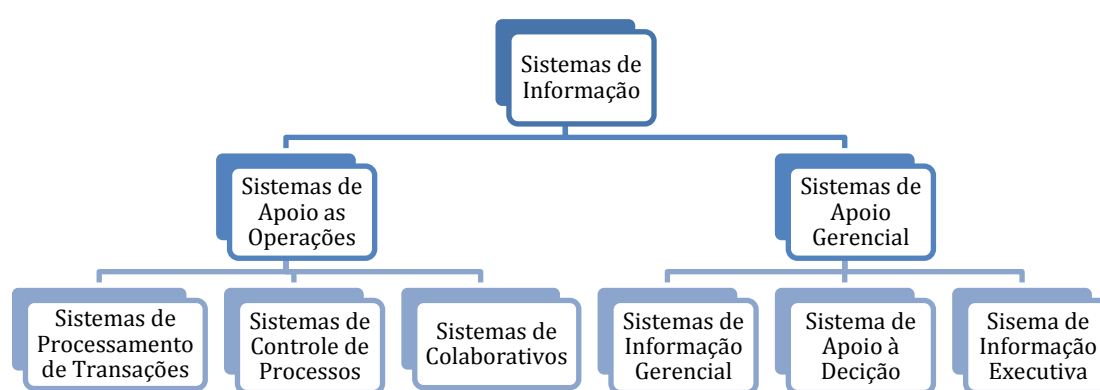 Sistemas de
Informação
Sistemas de
Apoio as
Operações
Sistemas de
Apoio
Gerencial
Sistemas de
Processamento
de Transações
Sistemas de
Controle de
Processos
Sistemas de
Colaborativos
Sistemas de
Informação
Gerencial
Sistema de
Apoio à
Decição
Sisema de
Informação
Executiva